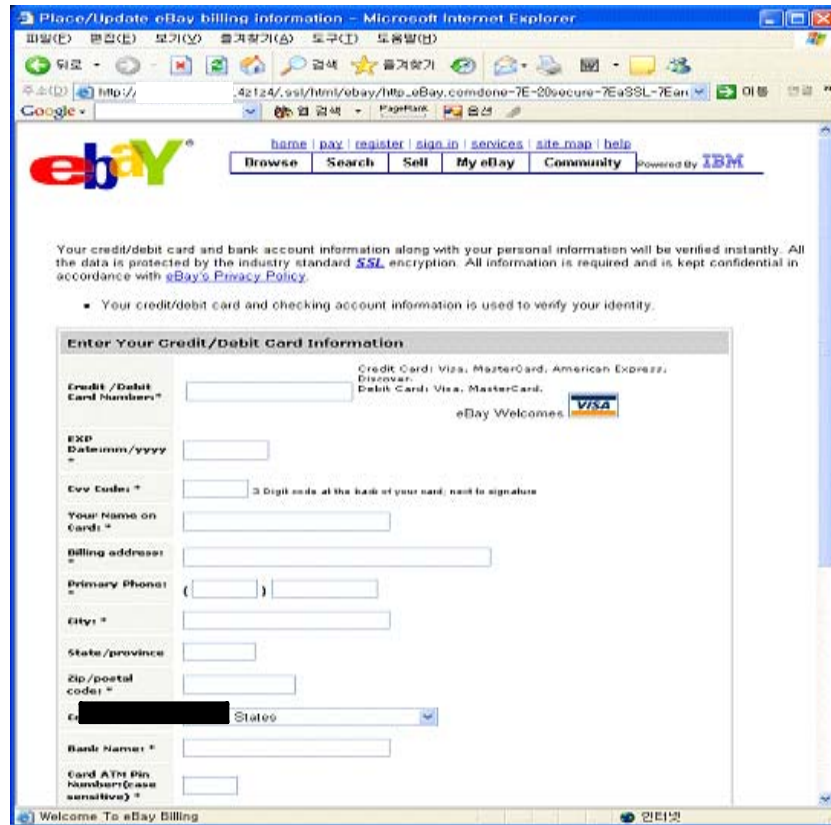 Place/Update eBay billing information - Microsoft Internet Explorer
파일(F) 편집(E) 보기(V) 즐겨찾기(A) 도구(T) 도움말(H)
뒤로 검색 즐겨찾기
주소(D) http:// .42124/.ssl/html/ebay/http_eBay.comdone-7E-20secure-7EaSSL-7Ean 이동 연결 »
Google 웹 검색 PageRank 옵션
ebaY®
home | pay | register | sign in | services | site map | help
Browse Search Sell My eBay Community Powered By IBM
Your credit/debit card and bank account information along with your personal information will be verified instantly. All
the data is protected by the industry standard SSL encryption. All information is required and is kept confidential in
accordance with eBay's Privacy Policy.
• Your credit/debit card and checking account information is used to verify your identity.
Enter Your Credit/Debit Card Information
Credit /Debit
Card Number:*
Credit Card: Visa, MasterCard, American Express,
Discover.
Debit Card: Visa, MasterCard.
eBay Welcomes VISA
EXP
Date:mm/yyyy
*
Cvv Code: *
3 Digit code at the back of your card; next to signature
Your Name on
Card: *
Billing address:
*
Primary Phone:
*
( )
City: *
State/province
Zip/postal
code: *
States
Bank Name: *
Card ATM Pin
Number:(case
sensitive) *
Welcome To eBay Billing 인터넷